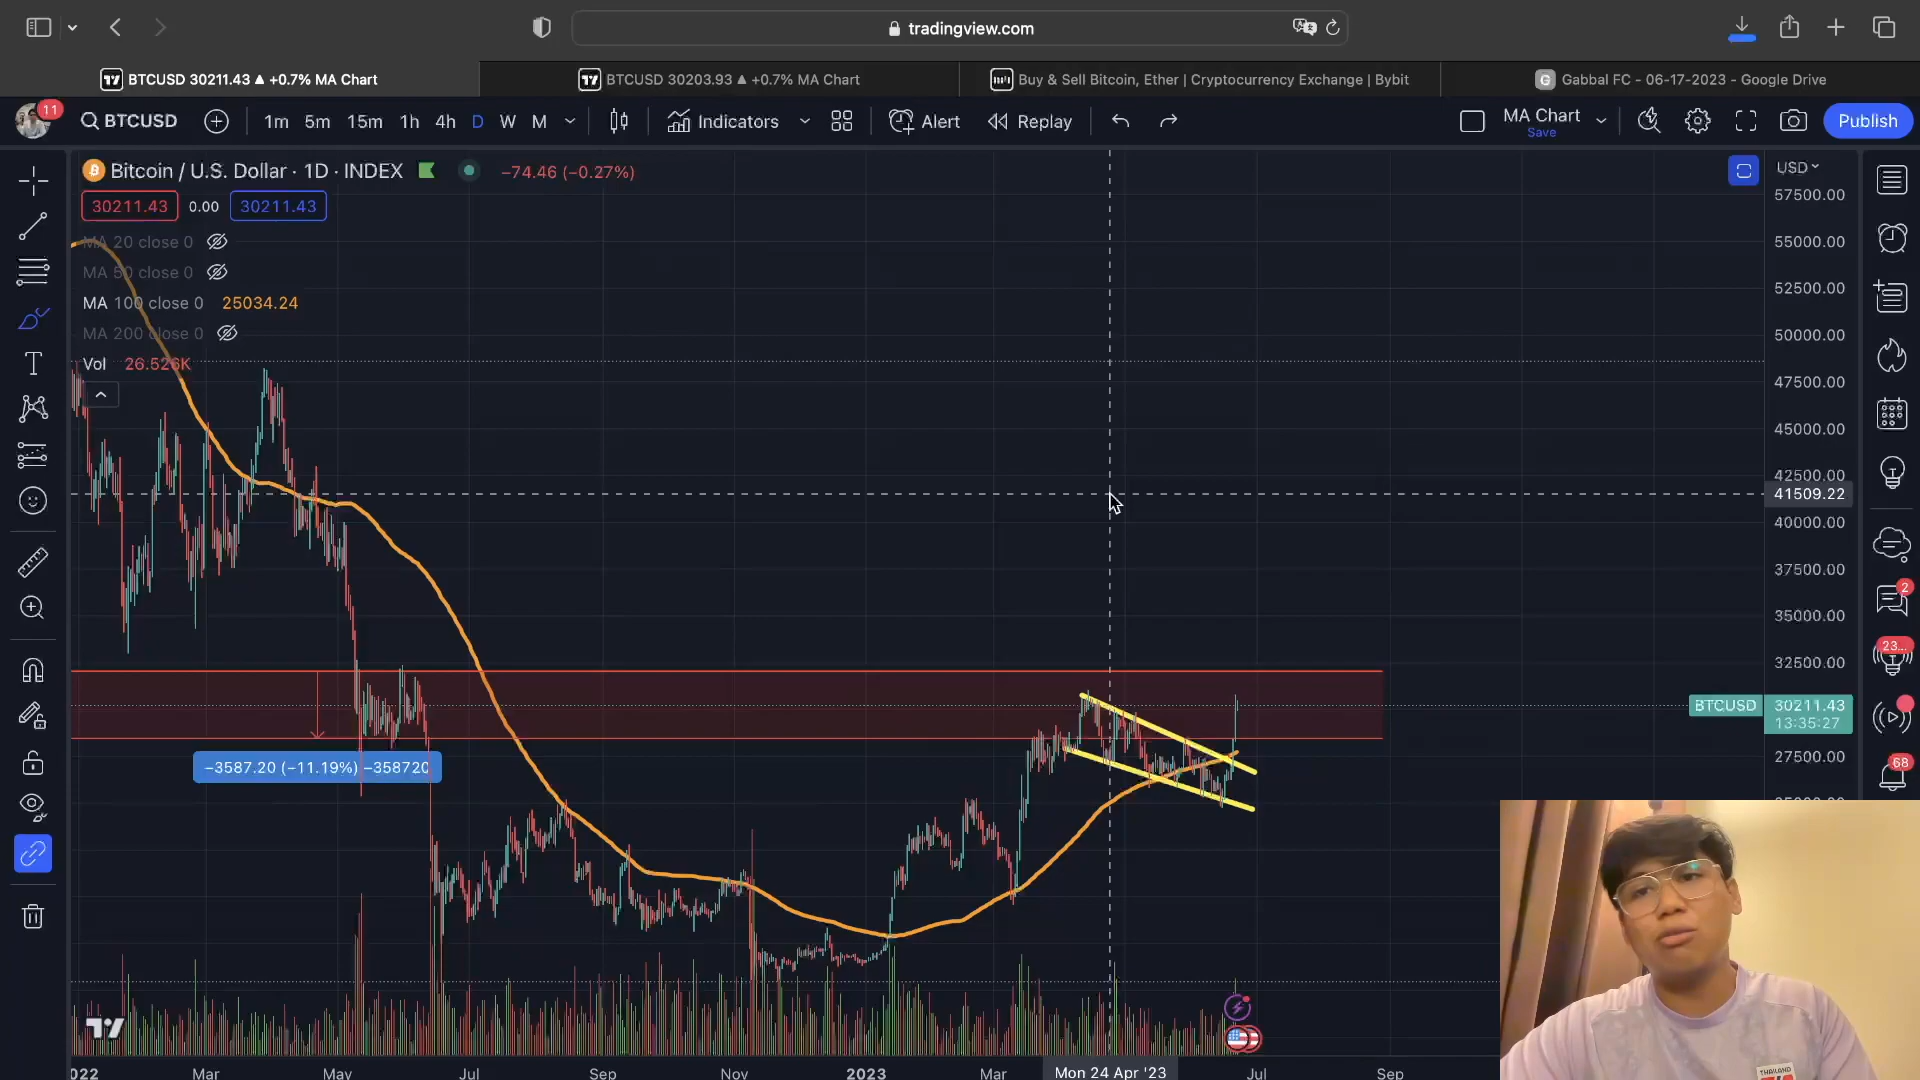 tradingview.com
BTCUSD 30211.43 ▲ +0.7% MA Chart
BTCUSD 30203.93 ▲ +0.7% MA Chart
Buy & Sell Bitcoin, Ether | Cryptocurrency Exchange | Bybit
G Gabbal FC - 06-17-2023 - Google Drive
11
BTCUSD
1m 5m 15m 1h 4h D W M
Indicators
Alert
Replay
MA Chart
Save
Publish
Bitcoin / U.S. Dollar · 1D · INDEX
−74.46 (−0.27%)
30211.43 0.00 30211.43
MA 20 close 0
MA 50 close 0
MA 100 close 0 25034.24
MA 200 close 0
Vol 26.526K
USD
57500.00
55000.00
52500.00
50000.00
47500.00
45000.00
42500.00
41509.22
40000.00
37500.00
35000.00
32500.00
BTCUSD 30211.43
13:35:27
27500.00
−3587.20 (−11.19%) −358720
2
23...
68
2022 Mar May Jul Sep Nov 2023 Mar Mon 24 Apr '23 Jul Sep
THAILAND